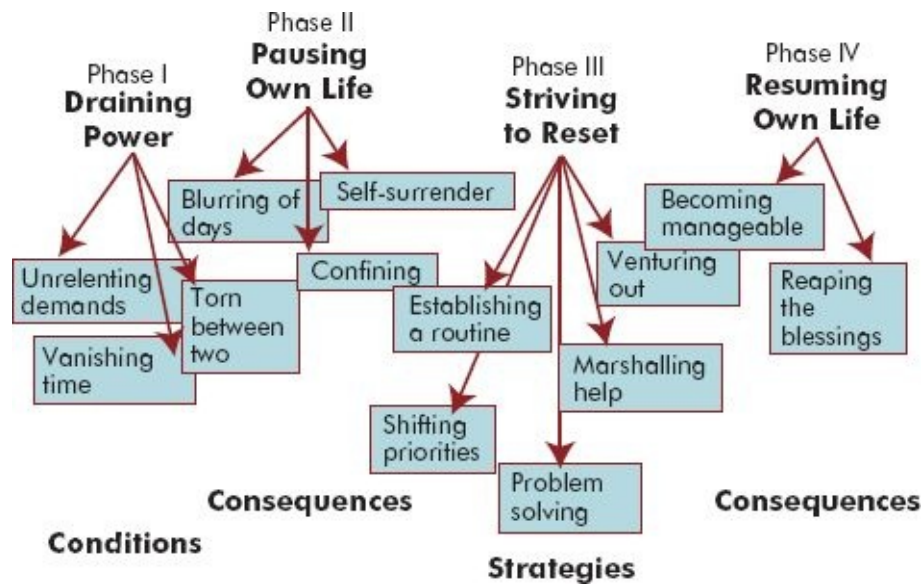 Phase I
Draining
Power
Phase II
Pausing
Own Life
Phase III
Striving
to Reset
Phase IV
Resuming
Own Life
Unrelenting
demands
Vanishing
time
Torn
between
two
Blurring of
days
Self-surrender
Confining
Establishing
a routine
Shifting
priorities
Problem
solving
Marshalling
help
Venturing
out
Becoming
manageable
Reaping
the
blessings
Conditions
Consequences
Strategies
Consequences